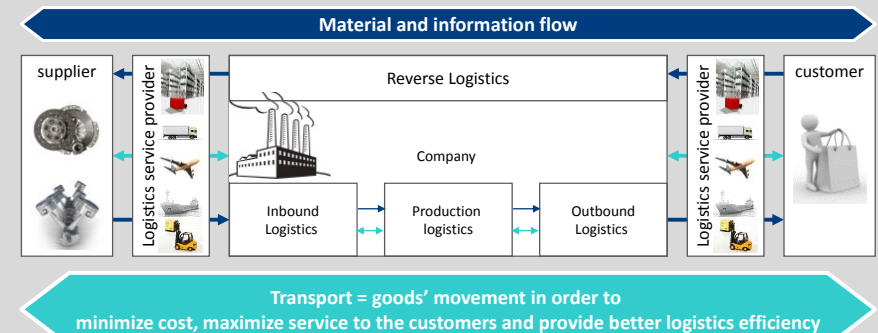 Material and information flow
supplier
Logistics service provider
Reverse Logistics
Company
Inbound
Logistics
Production
logistics
Outbound
Logistics
Logistics service provider
customer
Transport = goods’ movement in order to
minimize cost, maximize service to the customers and provide better logistics efficiency